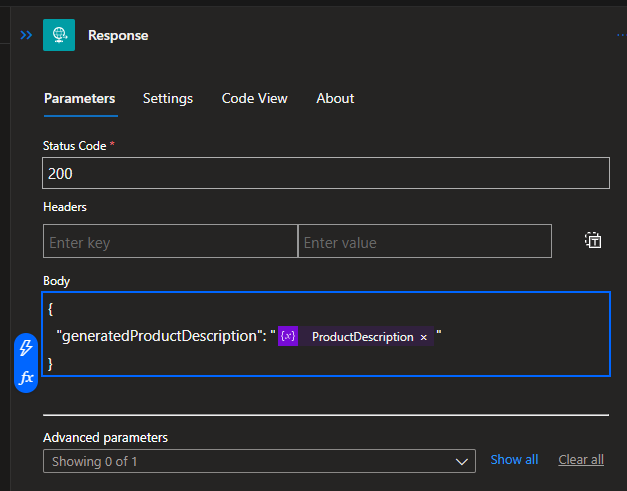 Response
Parameters Settings Code View About
Status Code *
200
Headers
Enter key Enter value
Body
{
"generatedProductDescription": " {x} ProductDescription × "
}
fx
Advanced parameters
Showing 0 of 1 Show all Clear all